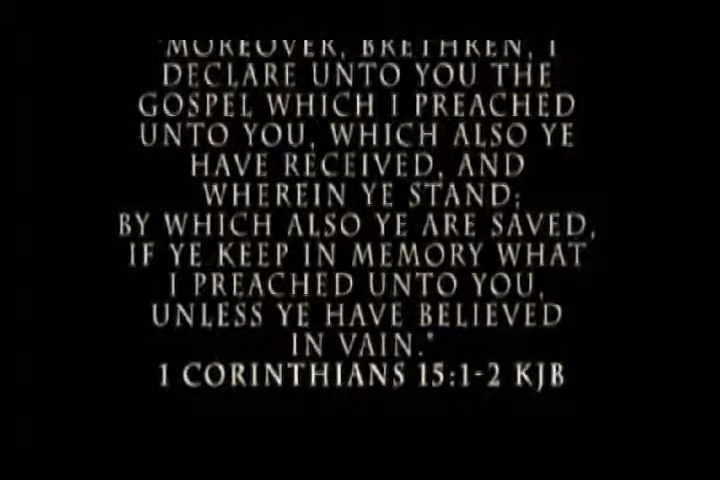 "MOREOVER, BRETHREN, I
DECLARE UNTO YOU THE
GOSPEL WHICH I PREACHED
UNTO YOU, WHICH ALSO YE
HAVE RECEIVED, AND
WHEREIN YE STAND;
BY WHICH ALSO YE ARE SAVED,
IF YE KEEP IN MEMORY WHAT
I PREACHED UNTO YOU,
UNLESS YE HAVE BELIEVED
IN VAIN."
1 CORINTHIANS 15:1-2 KJB